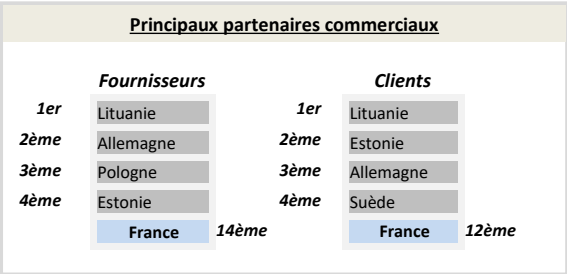 Principaux partenaires commerciaux
Fournisseurs Clients
1er Lituanie 1er Lituanie
2ème Allemagne 2ème Estonie
3ème Pologne 3ème Allemagne
4ème Estonie 4ème Suède
France 14ème France 12ème